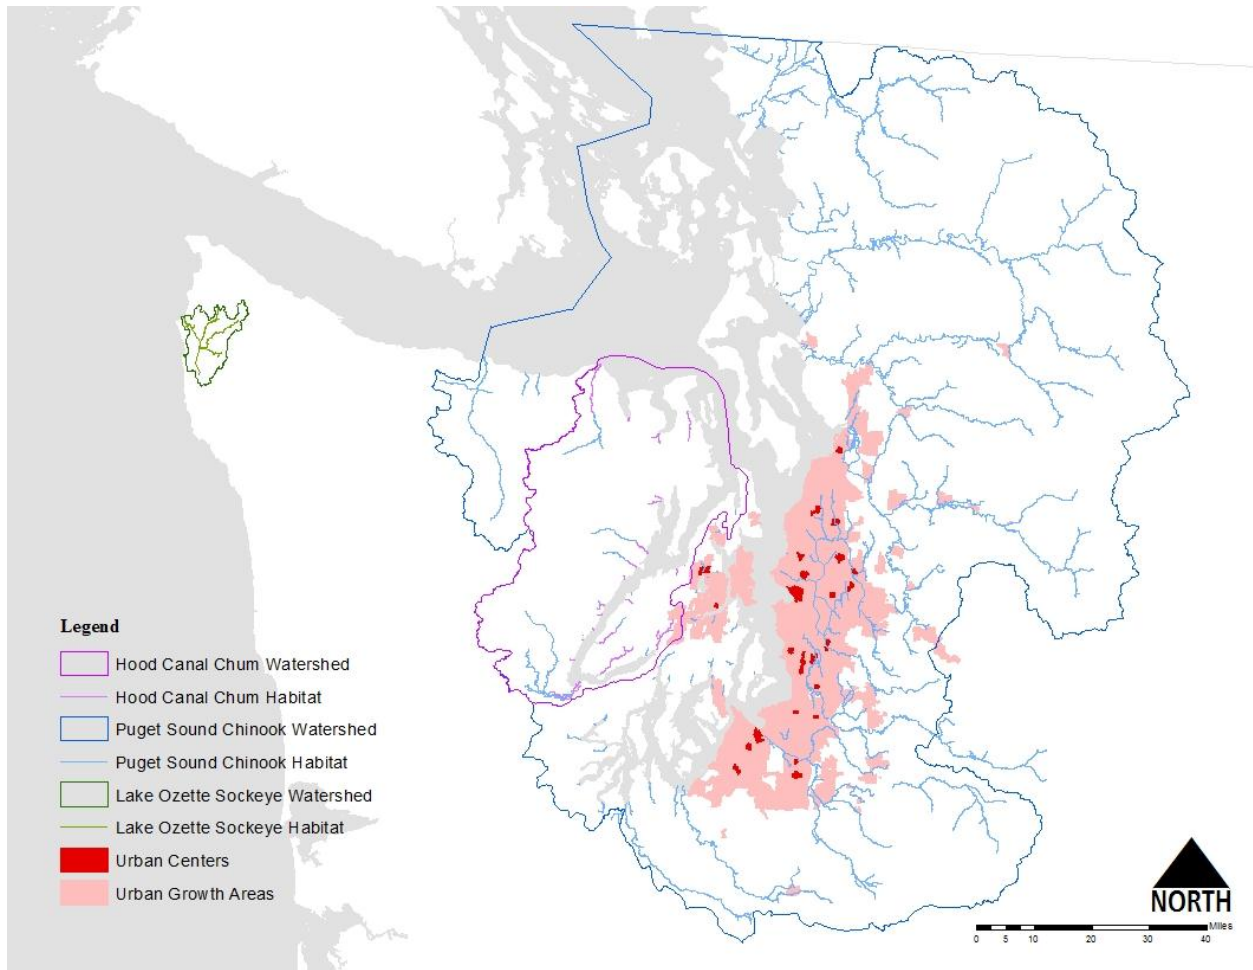 Legend
Hood Canal Chum Watershed
Hood Canal Chum Habitat
Puget Sound Chinook Watershed
Puget Sound Chinook Habitat
Lake Ozette Sockeye Watershed
Lake Ozette Sockeye Habitat
Urban Centers
Urban Growth Areas
NORTH
Miles
0 5 10 20 30 40